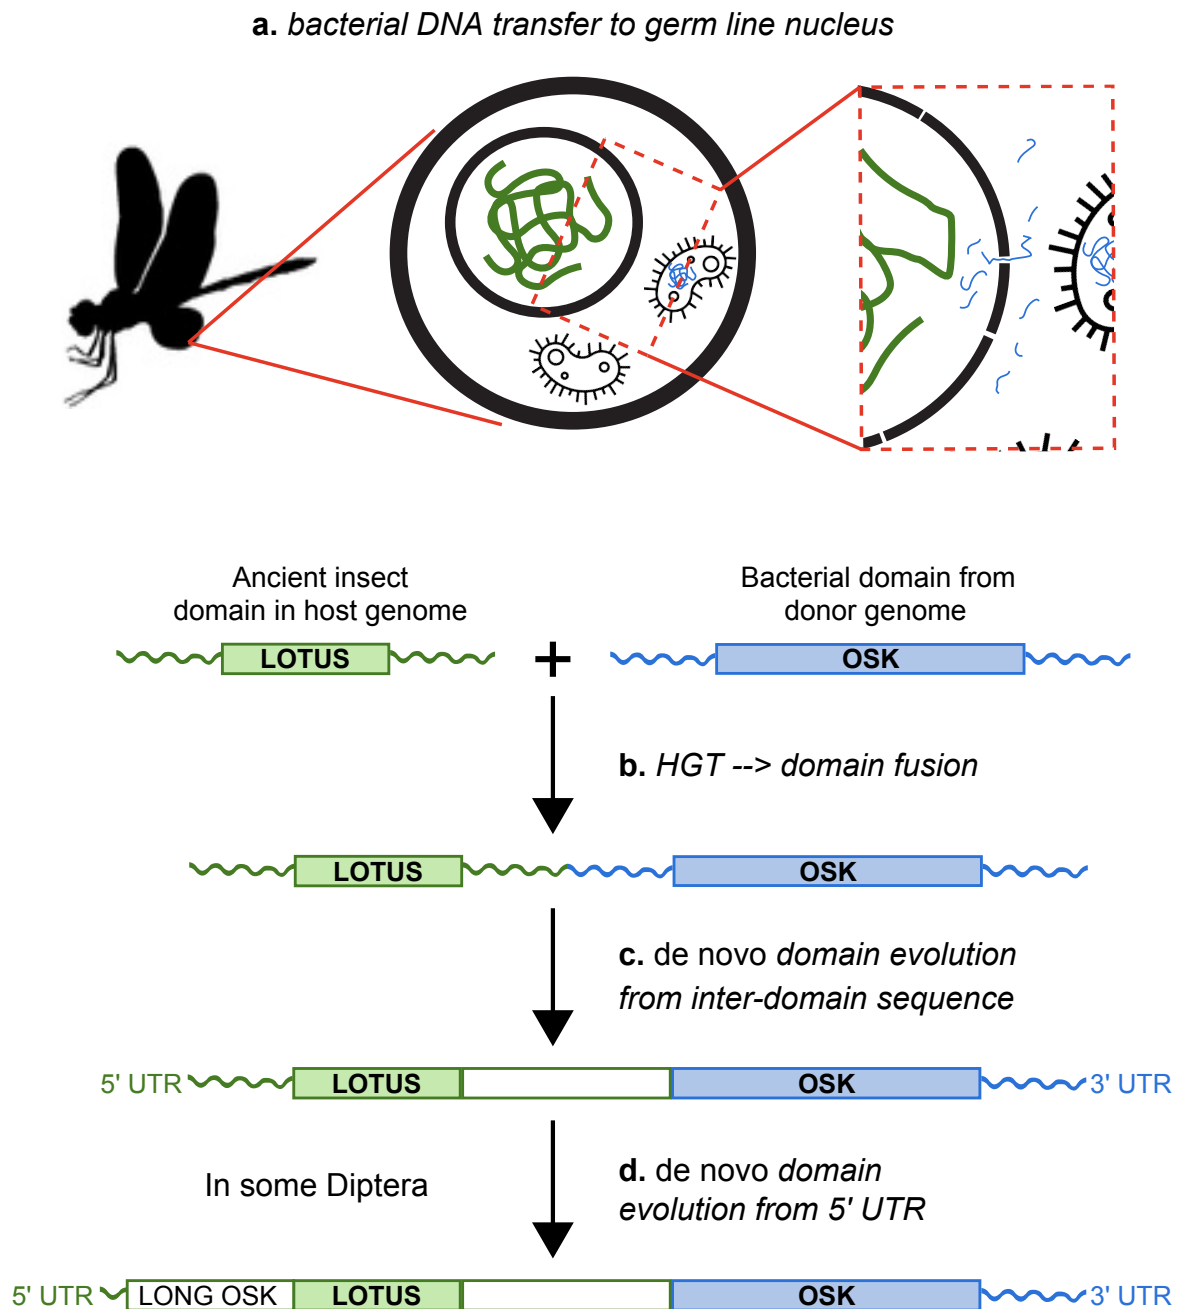 a. bacterial DNA transfer to germ line nucleus
Ancient insect
domain in host genome
Bacterial domain from
donor genome
LOTUS
+
OSK
b. HGT --> domain fusion
LOTUS
OSK
c. de novo domain evolution
from inter-domain sequence
5' UTR
LOTUS
OSK
3' UTR
In some Diptera
d. de novo domain
evolution from 5' UTR
5' UTR
LONG OSK
LOTUS
OSK
3' UTR